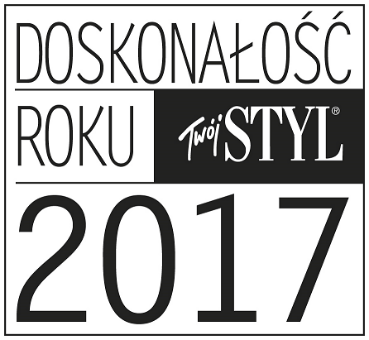 DOSKONAŁOŚĆ
ROKU Twój STYL®
2017